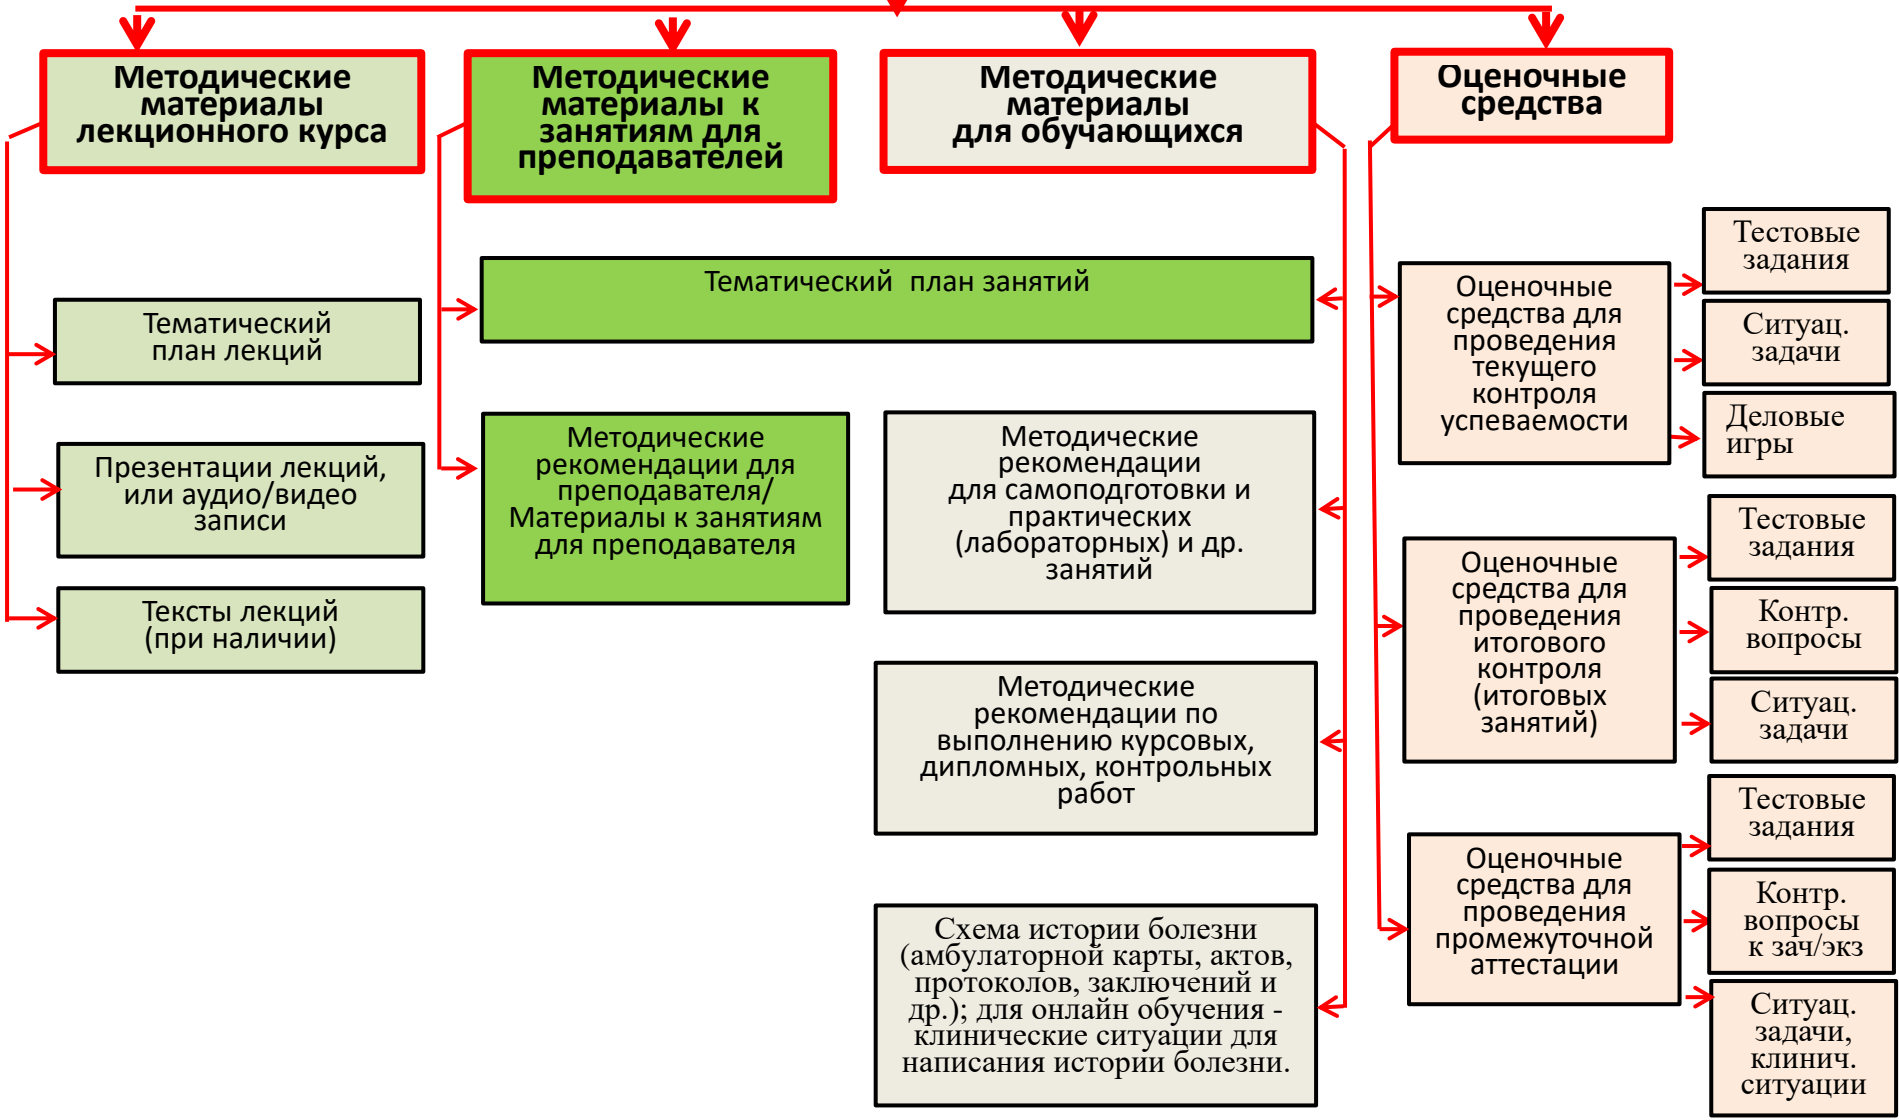 Методические
материалы
лекционного курса
Методические
материалы  к
занятиям для
преподавателей
Методические
материалы
для обучающихся
Оценочные
средства
Тематический
план лекций
Презентации лекций,
или аудио/видео
записи
Тексты лекций
(при наличии)
Тематический  план занятий
Методические
рекомендации для
преподавателя/
Материалы к занятиям
для преподавателя
Методические
рекомендации
для самоподготовки и
практических
(лабораторных) и др.
занятий
Методические
рекомендации по
выполнению курсовых,
дипломных, контрольных
работ
Схема истории болезни
(амбулаторной карты, актов,
протоколов, заключений и
др.); для онлайн обучения -
клинические ситуации для
написания истории болезни.
Оценочные
средства для
проведения
текущего
контроля
успеваемости
Тестовые
задания
Ситуац.
задачи
Деловые
игры
Оценочные
средства для
проведения
итогового
контроля
(итоговых
занятий)
Тестовые
задания
Контр.
вопросы
Ситуац.
задачи
Оценочные
средства для
проведения
промежуточной
аттестации
Тестовые
задания
Контр.
вопросы
к зач/экз
Ситуац.
задачи,
клинич.
ситуации